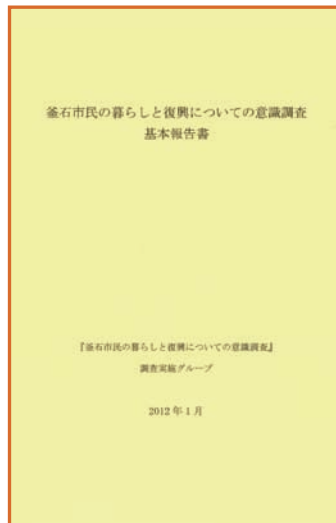 釜石市民の暮らしと復興についての意識調査
基本報告書
『釜石市民の暮らしと復興についての意識調査』
調査実施グループ
2012年1月